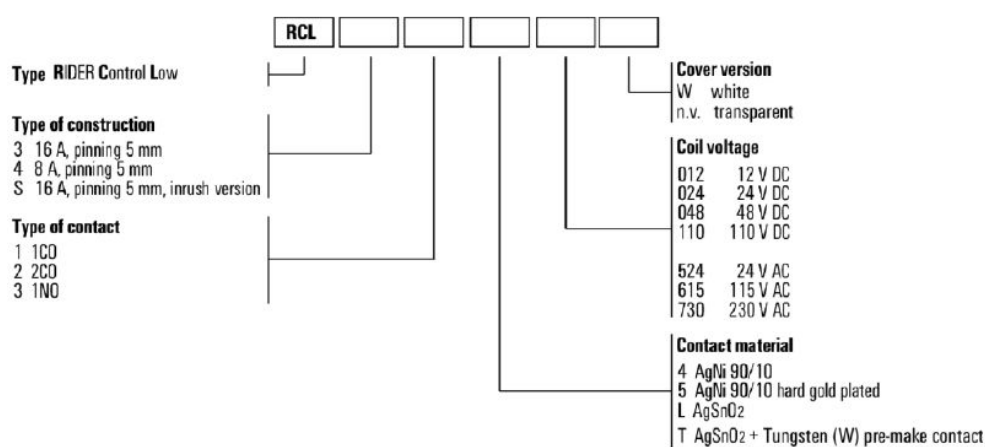 RCL
Type RIDER Control Low
Type of construction
3 16 A, pinning 5 mm
4 8 A, pinning 5 mm
S 16 A, pinning 5 mm, inrush version
Type of contact
1 1CO
2 2CO
3 1NO
Cover version
W white
n.v. transparent
Coil voltage
012 12 V DC
024 24 V DC
048 48 V DC
110 110 V DC
524 24 V AC
615 115 V AC
730 230 V AC
Contact material
4 AgNi 90/10
5 AgNi 90/10 hard gold plated
L AgSnO2
T AgSnO2 + Tungsten (W) pre-make contact